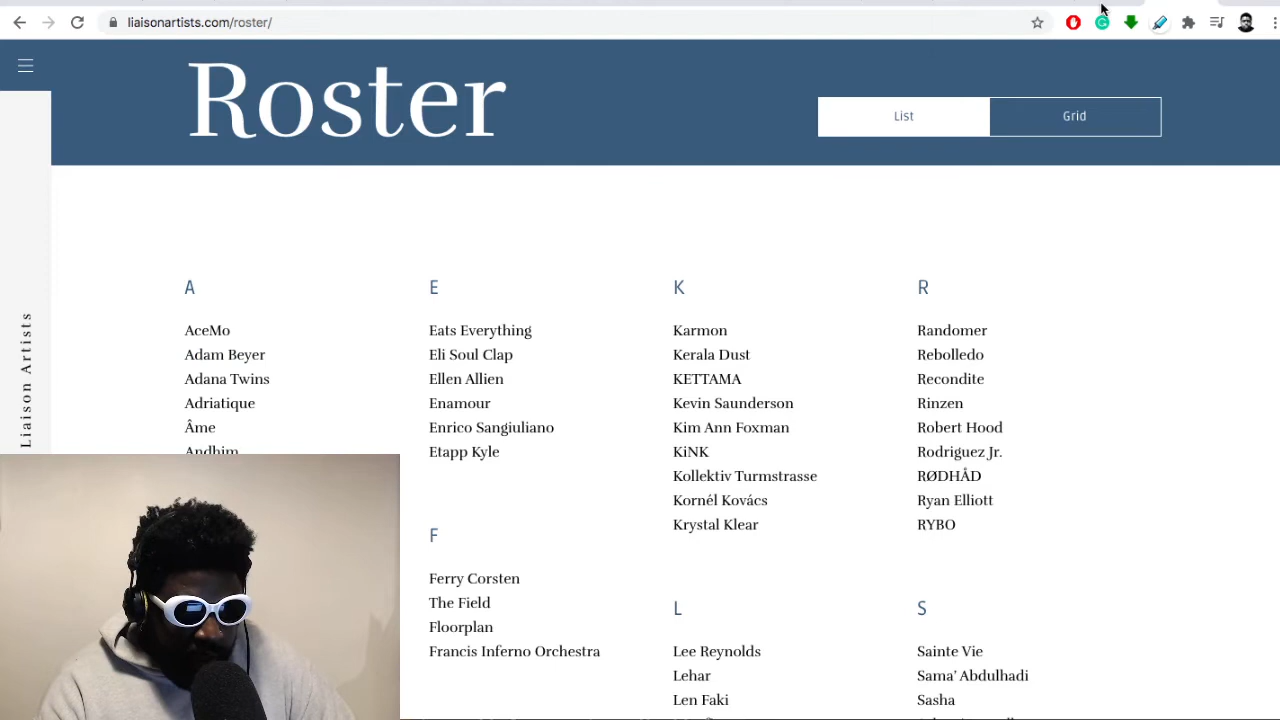 liaisonartists.com/roster/
Roster
List
Grid
Liaison Artists
A
AceMo
Adam Beyer
Adana Twins
Adriatique
Âme
Andhim
E
Eats Everything
Eli Soul Clap
Ellen Allien
Enamour
Enrico Sangiuliano
Etapp Kyle
F
Ferry Corsten
The Field
Floorplan
Francis Inferno Orchestra
K
Karmon
Kerala Dust
KETTAMA
Kevin Saunderson
Kim Ann Foxman
KiNK
Kollektiv Turmstrasse
Kornél Kovács
Krystal Klear
L
Lee Reynolds
Lehar
Len Faki
R
Randomer
Rebolledo
Recondite
Rinzen
Robert Hood
Rodriguez Jr.
RØDHÅD
Ryan Elliott
RYBO
S
Sainte Vie
Sama' Abdulhadi
Sasha